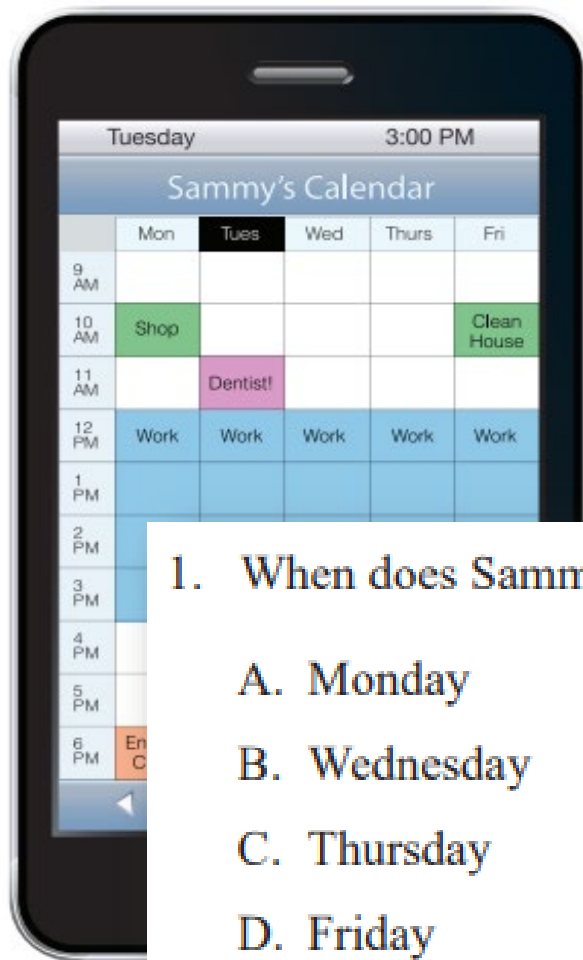 Tuesday 3:00 PM
Sammy's Calendar
Mon Tues Wed Thurs Fri
9 AM
10 AM Shop Clean House
11 AM Dentist!
12 PM Work Work Work Work Work
1 PM
2 PM
3 PM
4 PM
5 PM
6 PM
1. When does
A. Monday
B. Wednesday
C. Thursday
D. Friday